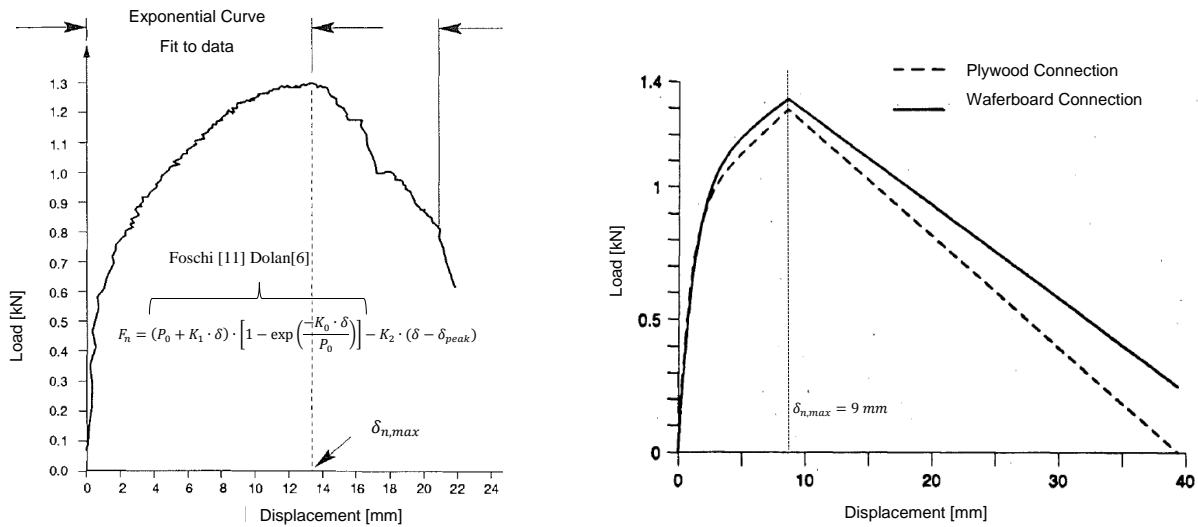 Exponential Curve
Fit to data
Load [kN]
1.3
1.2
1.1
1.0
0.9
0.8
0.7
0.6
0.5
0.4
0.3
0.2
0.1
0.0
Foschi [11] Dolan[6]
F_n = (P_0 + K_1 · δ) · [1 − exp(−K_0 · δ / P_0)] − K_2 · (δ − δ_peak)
δ_{n,max}
0 2 4 6 8 10 12 14 16 18 20 22 24
Displacement [mm]
Plywood Connection
Waferboard Connection
Load [kN]
1.4
1
0.5
0
δ_{n,max} = 9 mm
0 10 20 30 40
Displacement [mm]